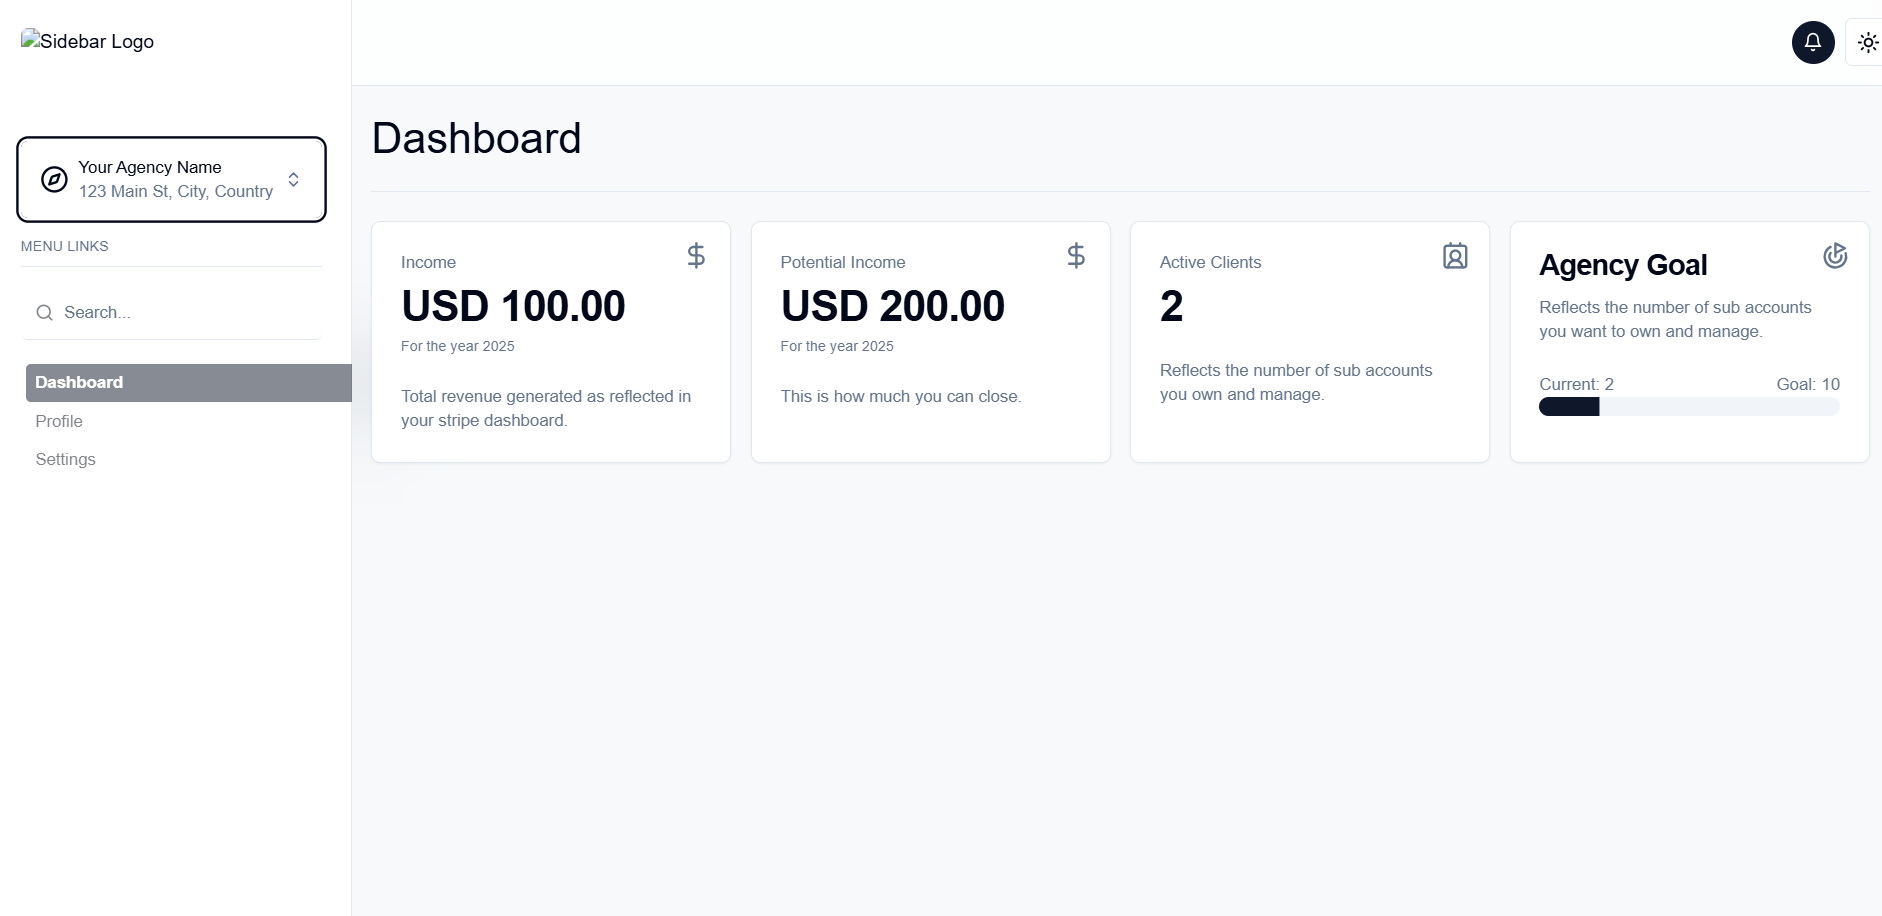 Sidebar Logo
Your Agency Name
123 Main St, City, Country
MENU LINKS
Search...
Dashboard
Profile
Settings
Dashboard
Income
USD 100.00
For the year 2025
Total revenue generated as reflected in
your stripe dashboard.
Potential Income
USD 200.00
For the year 2025
This is how much you can close.
Active Clients
2
Reflects the number of sub accounts
you own and manage.
Agency Goal
Reflects the number of sub accounts
you want to own and manage.
Current: 2
Goal: 10